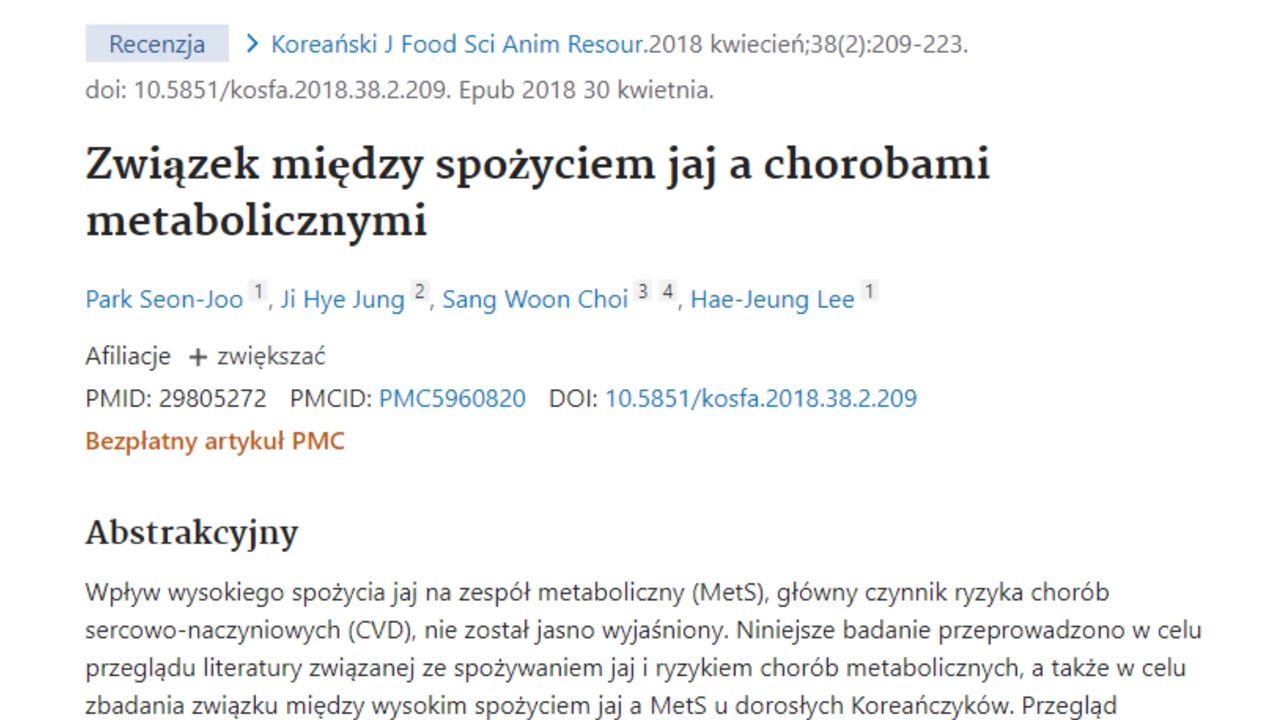 Recenzja > Koreański J Food Sci Anim Resour.2018 kwiecień;38(2):209-223.
doi: 10.5851/kosfa.2018.38.2.209. Epub 2018 30 kwietnia.
Związek między spożyciem jaj a chorobami
metabolicznymi
Park Seon-Joo 1, Ji Hye Jung 2, Sang Woon Choi 3 4, Hae-Jeung Lee 1
Afiliacje + zwiększać
PMID: 29805272 PMCID: PMC5960820 DOI: 10.5851/kosfa.2018.38.2.209
Bezpłatny artykuł PMC
Abstrakcyjny
Wpływ wysokiego spożycia jaj na zespół metaboliczny (MetS), główny czynnik ryzyka chorób
sercowo-naczyniowych (CVD), nie został jasno wyjaśniony. Niniejsze badanie przeprowadzono w celu
przeglądu literatury związanej ze spożywaniem jaj i ryzykiem chorób metabolicznych, a także w celu
zbadania związku między wysokim spożyciem jaj a MetS u dorosłych Koreańczyków. Przegląd